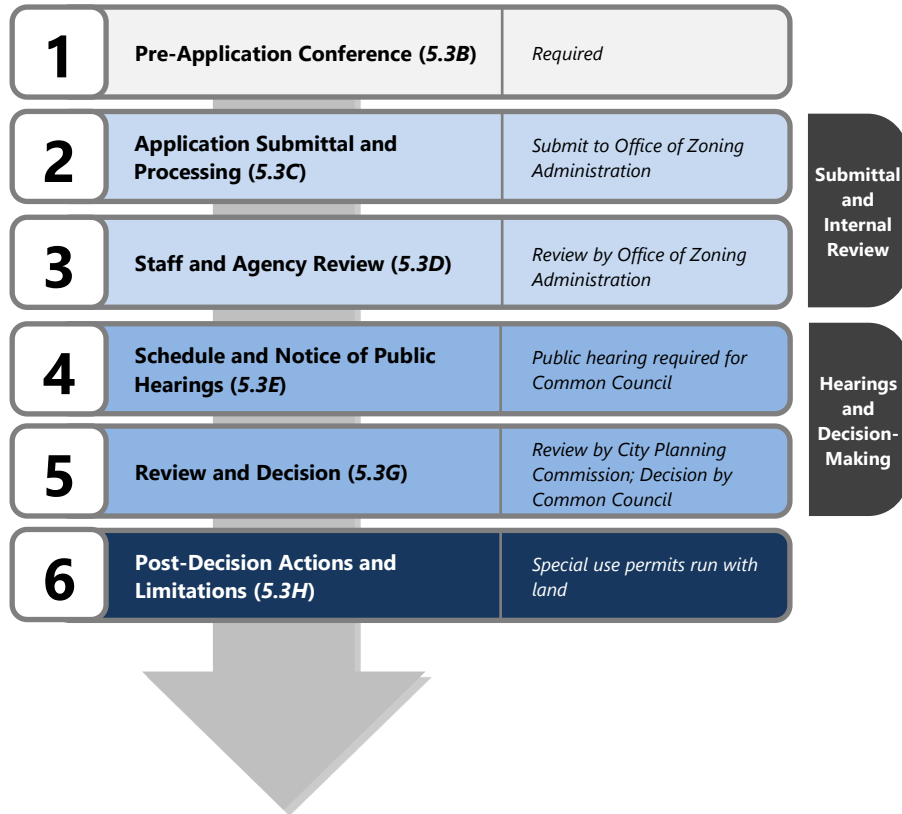 1
Pre-Application Conference (5.3B)
Required
2
Application Submittal and
Processing (5.3C)
Submit to Office of Zoning
Administration
3
Staff and Agency Review (5.3D)
Review by Office of Zoning
Administration
Submittal
and
Internal
Review
4
Schedule and Notice of Public
Hearings (5.3E)
Public hearing required for
Common Council
5
Review and Decision (5.3G)
Review by City Planning
Commission; Decision by
Common Council
Hearings
and
Decision-
Making
6
Post-Decision Actions and
Limitations (5.3H)
Special use permits run with
land